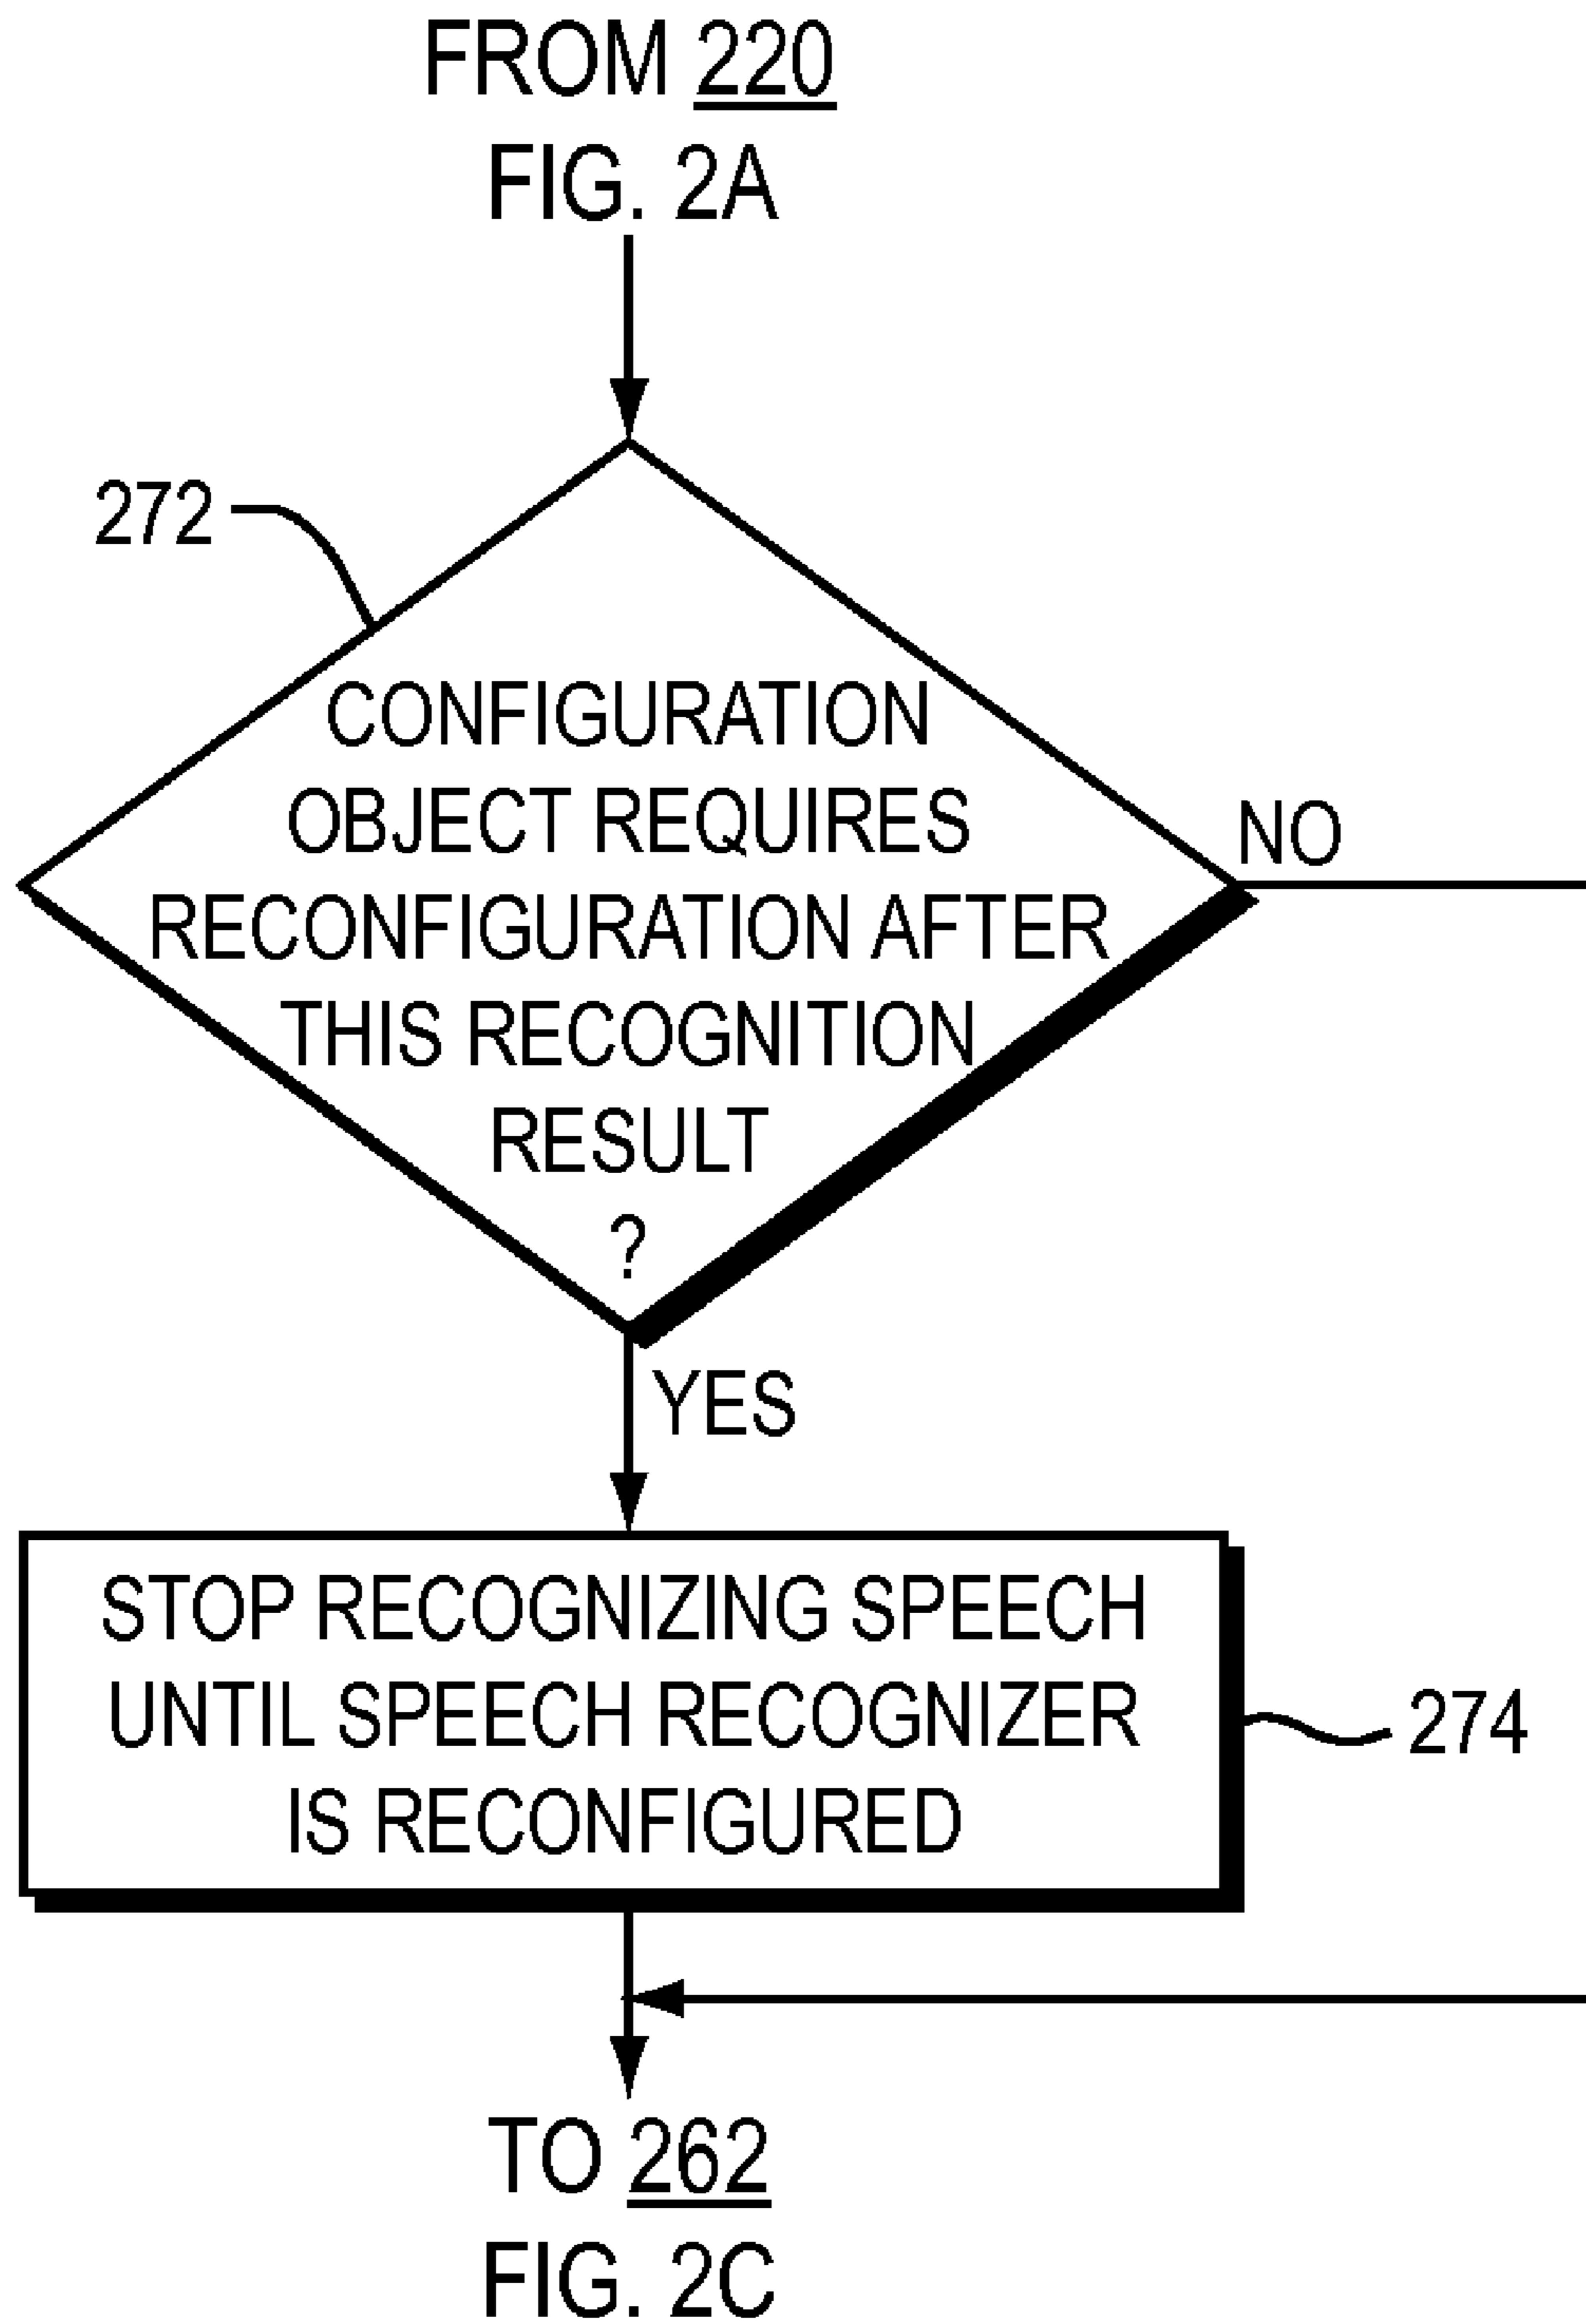 FROM 220
FIG. 2A
272
CONFIGURATION
OBJECT REQUIRES
RECONFIGURATION AFTER
THIS RECOGNITION
RESULT
?
NO
YES
STOP RECOGNIZING SPEECH
UNTIL SPEECH RECOGNIZER
IS RECONFIGURED
274
TO 262
FIG. 2C